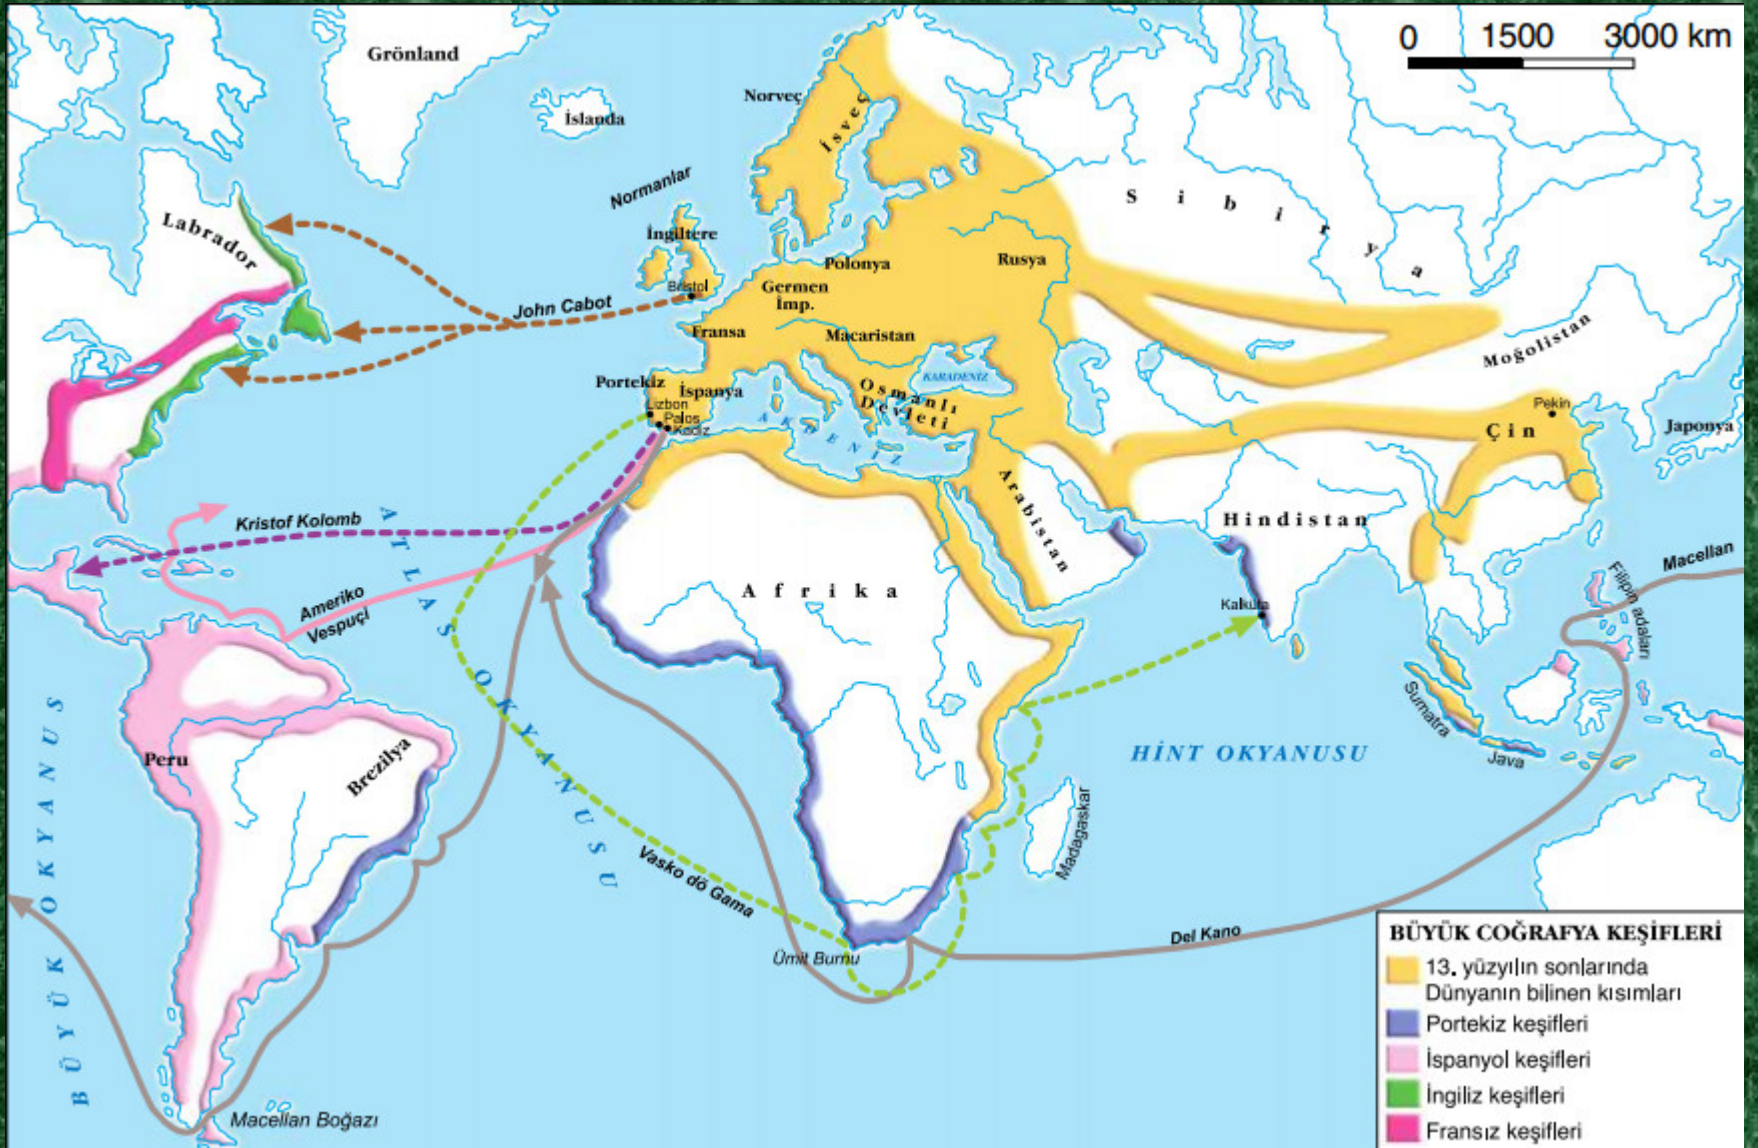 0 1500 3000 km
Grönland
İslanda
Norveç
İsveç
Normanlar
Sibirya
Labrador
İngiltere
Bristol
Polonya
Rusya
Germen
İmp.
John Cabot
Fransa
Macaristan
Moğolistan
Portekiz
İspanya
KARADENİZ
Lizbon
Palos
Kadiz
Osmanlı
Devleti
AKDENİZ
Pekin
Çin
Japonya
Arabistan
Kristof Kolomb
ATLAS OKYANUSU
Hindistan
Macellan
Filipin adaları
Ameriko
Vespuçi
Afrika
Kalküta
Sumatra
Java
BÜYÜK OKYANUS
Peru
Brezilya
HİNT OKYANUSU
Madagaskar
Vasko dö Gama
Ümit Burnu
Del Kano
Macellan Boğazı
BÜYÜK COĞRAFYA KEŞİFLERİ
13. yüzyılın sonlarında
Dünyanın bilinen kısımları
Portekiz keşifleri
İspanyol keşifleri
İngiliz keşifleri
Fransız keşifleri